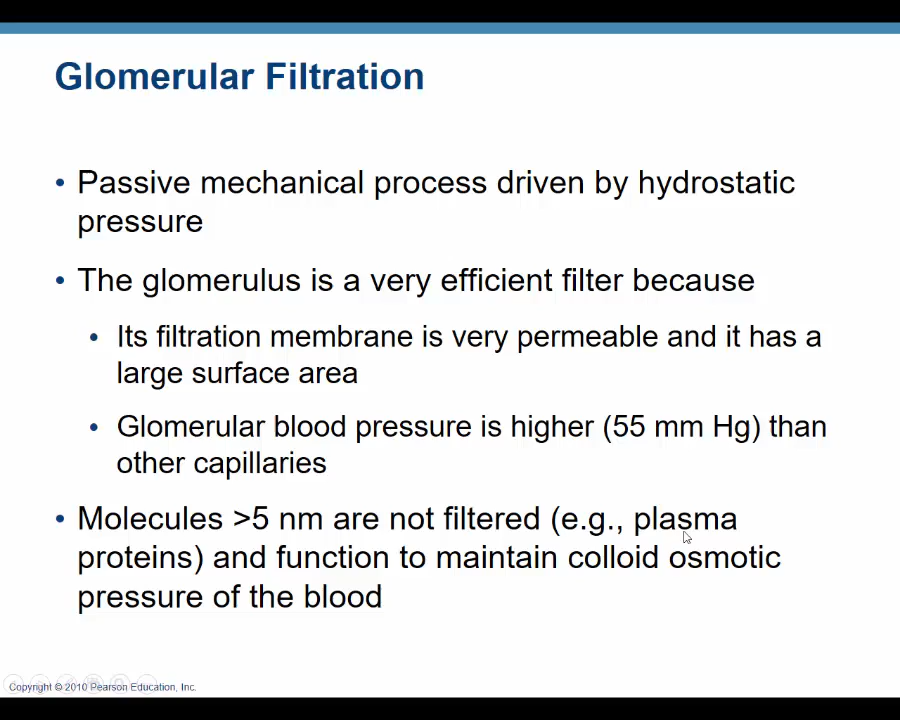 Glomerular Filtration
• Passive mechanical process driven by hydrostatic
pressure
• The glomerulus is a very efficient filter because
• Its filtration membrane is very permeable and it has a
large surface area
• Glomerular blood pressure is higher (55 mm Hg) than
other capillaries
• Molecules >5 nm are not filtered (e.g., plasma
proteins) and function to maintain colloid osmotic
pressure of the blood
Copyright © 2010 Pearson Education, Inc.